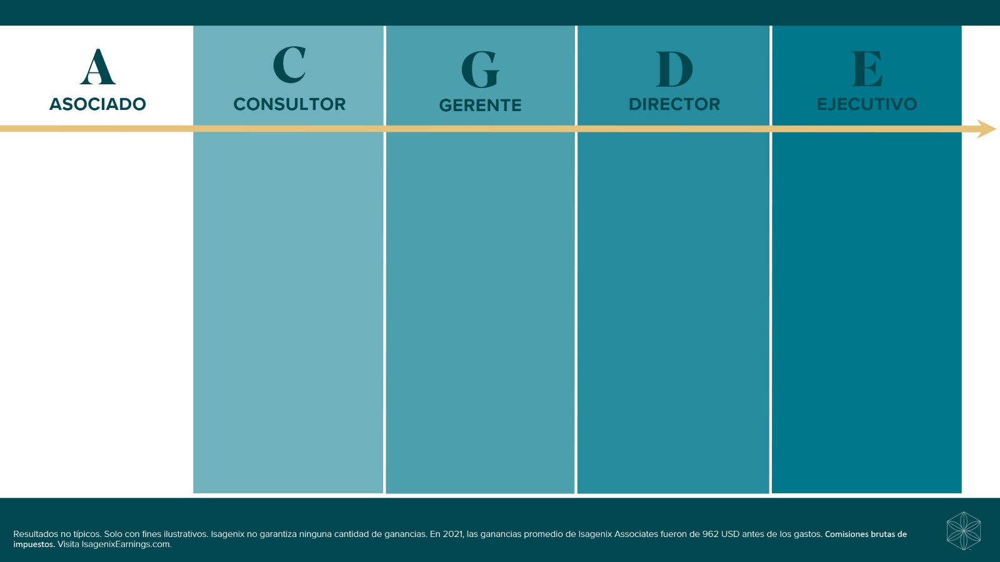 A
ASOCIADO
C
CONSULTOR
G
GERENTE
D
DIRECTOR
E
EJECUTIVO
Resultados no típicos. Solo con fines ilustrativos. Isagenix no garantiza ninguna cantidad de ganancias. En 2021, las ganancias promedio de Isagenix Associates fueron de 962 USD antes de los gastos. Comisiones brutas de
impuestos. Visita IsagenixEarnings.com.